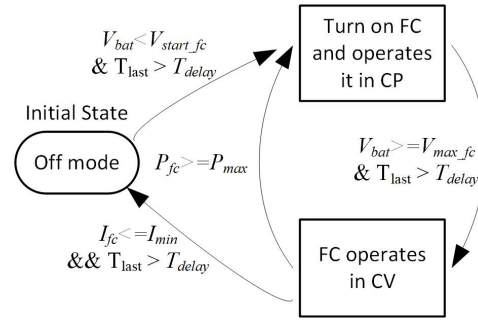 V_bat<V_start_fc
& T_last > T_delay
Turn on FC
and operates
it in CP
Initial State
Off mode
P_fc>=P_max
V_bat>=V_max_fc
& T_last > T_delay
I_fc<=I_min
&& T_last > T_delay
FC operates
in CV